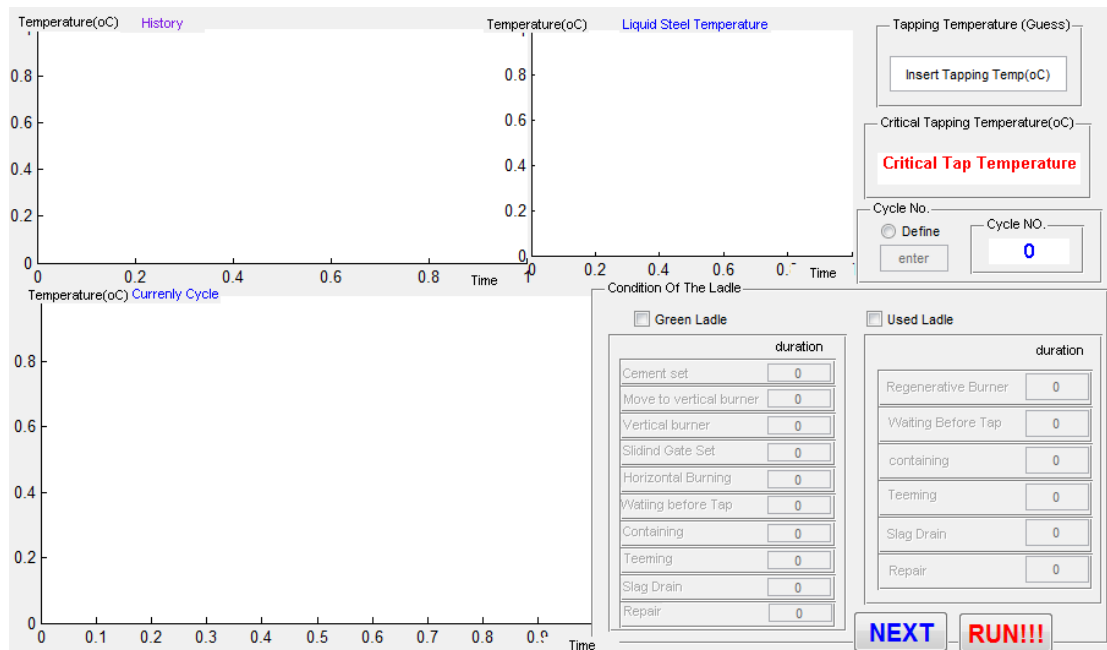 Temperature(oC) History
1
0.8
0.6
0.4
0.2
0
0 0.2 0.4 0.6 0.8 Time 1
Temperature(oC) Liquid Steel Temperature
0.8
0.6
0.4
0.2
0
0 0.2 0.4 0.6 0. Time
Tapping Temperature (Guess)
Insert Tapping Temp(oC)
Critical Tapping Temperature(oC)
Critical Tap Temperature
Cycle No.
Define
enter
Cycle NO.
0
Temperature(oC) Currenly Cycle
0.8
0.6
0.4
0.2
0
0 0.1 0.2 0.3 0.4 0.5 0.6 0.7 0.8 0.9 Time
Condition Of The Ladle
Green Ladle
duration
Cement set 0
Move to vertical burner 0
Vertical burner 0
Slidind Gate Set 0
Horizontal Burning 0
Watiing before Tap 0
Containing 0
Teeming 0
Slag Drain 0
Repair 0
Used Ladle
duration
Regenerative Burner 0
Waiting Before Tap 0
containing 0
Teeming 0
Slag Drain 0
Repair 0
NEXT RUN!!!